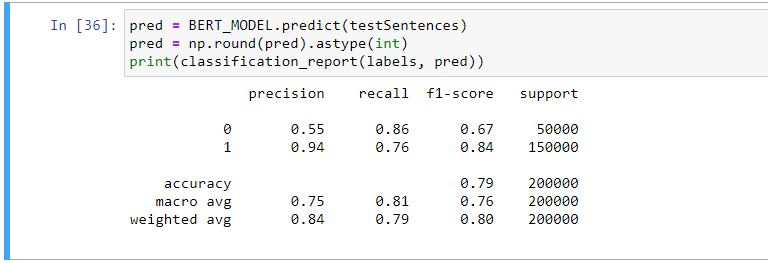 In [36]: pred = BERT_MODEL.predict(testSentences)
pred = np.round(pred).astype(int)
print(classification_report(labels, pred))
precision recall f1-score support
0 0.55 0.86 0.67 50000
1 0.94 0.76 0.84 150000
accuracy 0.79 200000
macro avg 0.75 0.81 0.76 200000
weighted avg 0.84 0.79 0.80 200000